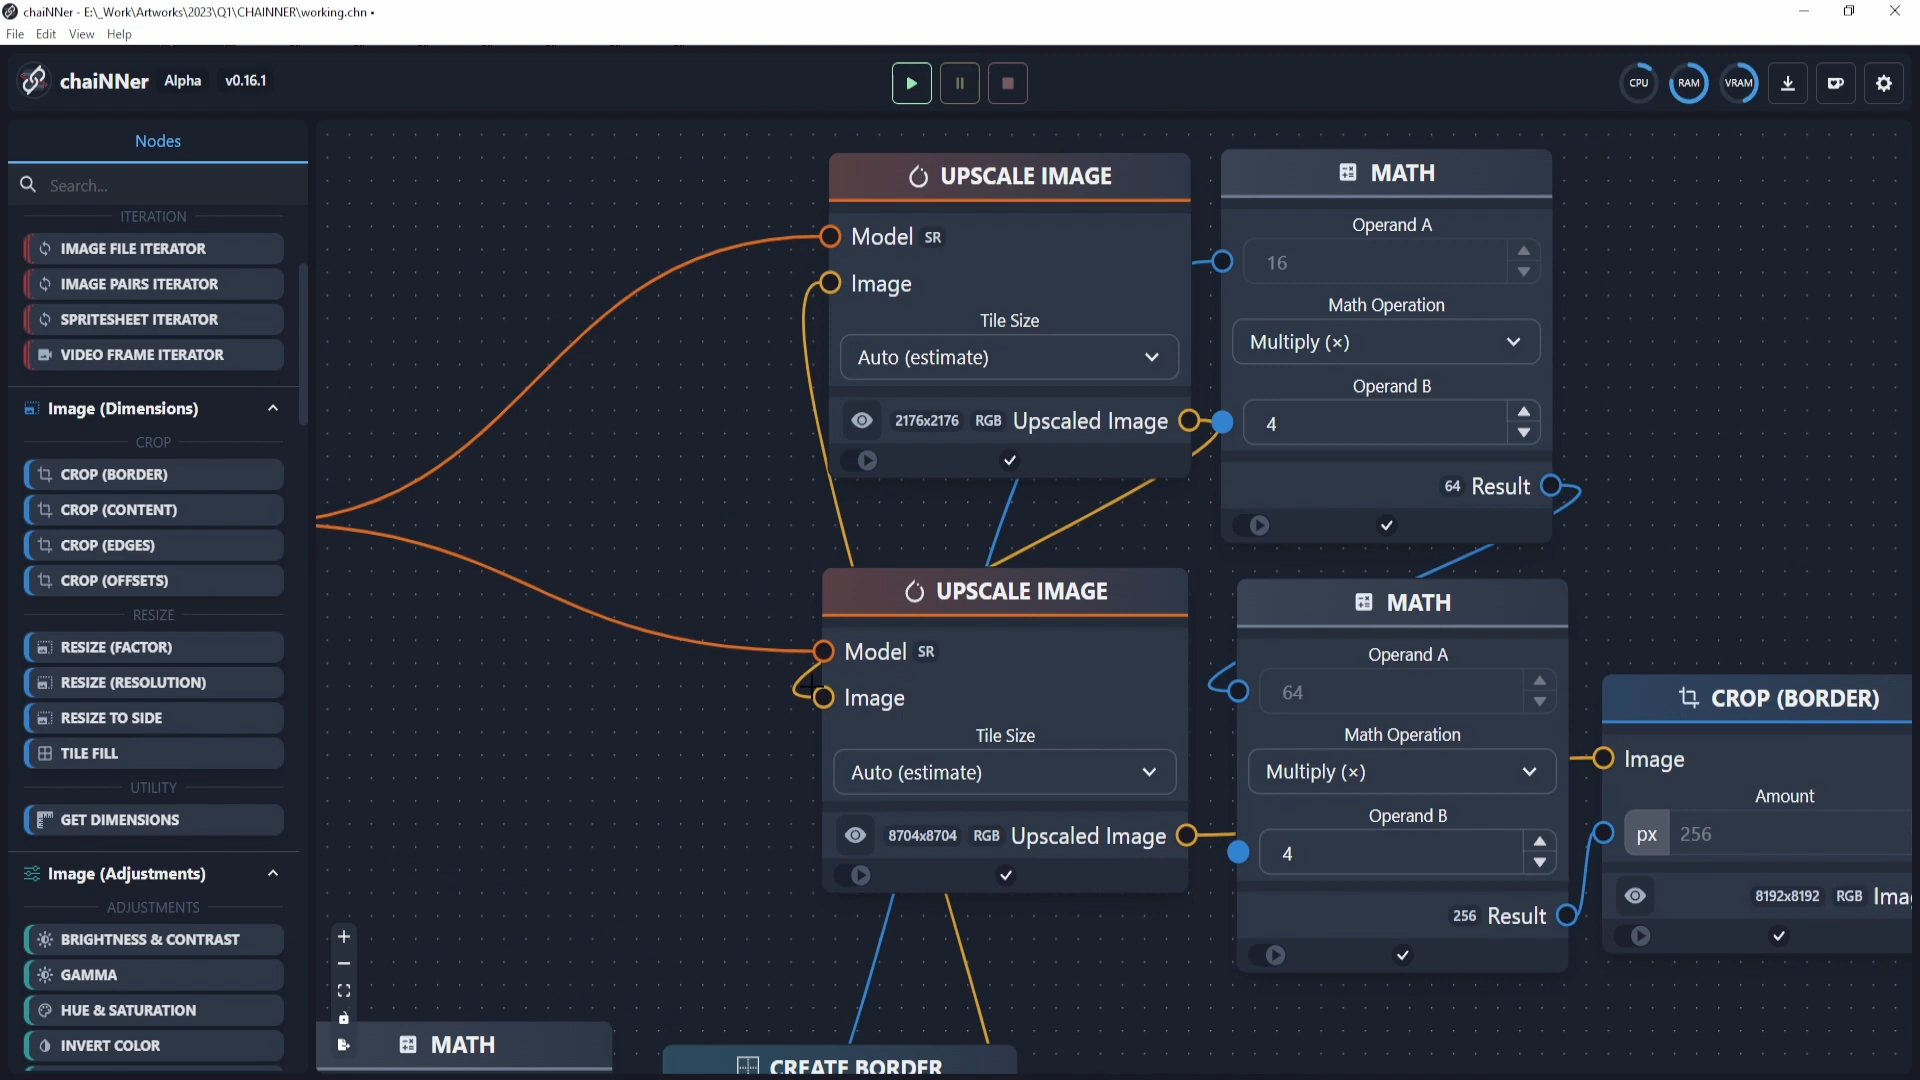 chaiNNer - E:\_Work\Artworks\2023\Q1\CHAINNER\working.chn •
File Edit View Help
chaiNNer Alpha v0.16.1
CPU RAM VRAM
Nodes
Search...
ITERATION
IMAGE FILE ITERATOR
IMAGE PAIRS ITERATOR
SPRITESHEET ITERATOR
VIDEO FRAME ITERATOR
Image (Dimensions)
CROP
CROP (BORDER)
CROP (CONTENT)
CROP (EDGES)
CROP (OFFSETS)
RESIZE
RESIZE (FACTOR)
RESIZE (RESOLUTION)
RESIZE TO SIDE
TILE FILL
UTILITY
GET DIMENSIONS
Image (Adjustments)
ADJUSTMENTS
BRIGHTNESS & CONTRAST
GAMMA
HUE & SATURATION
INVERT COLOR
UPSCALE IMAGE
Model SR
Image
Tile Size
Auto (estimate)
2176x2176 RGB Upscaled Image
MATH
Operand A
16
Math Operation
Multiply (×)
Operand B
4
64 Result
UPSCALE IMAGE
Model SR
Image
Tile Size
Auto (estimate)
8704x8704 RGB Upscaled Image
MATH
Operand A
64
Math Operation
Multiply (×)
Operand B
4
256 Result
CROP (BORDER)
Image
Amount
px 256
8192x8192 RGB Ima
MATH
CREATE BORDER